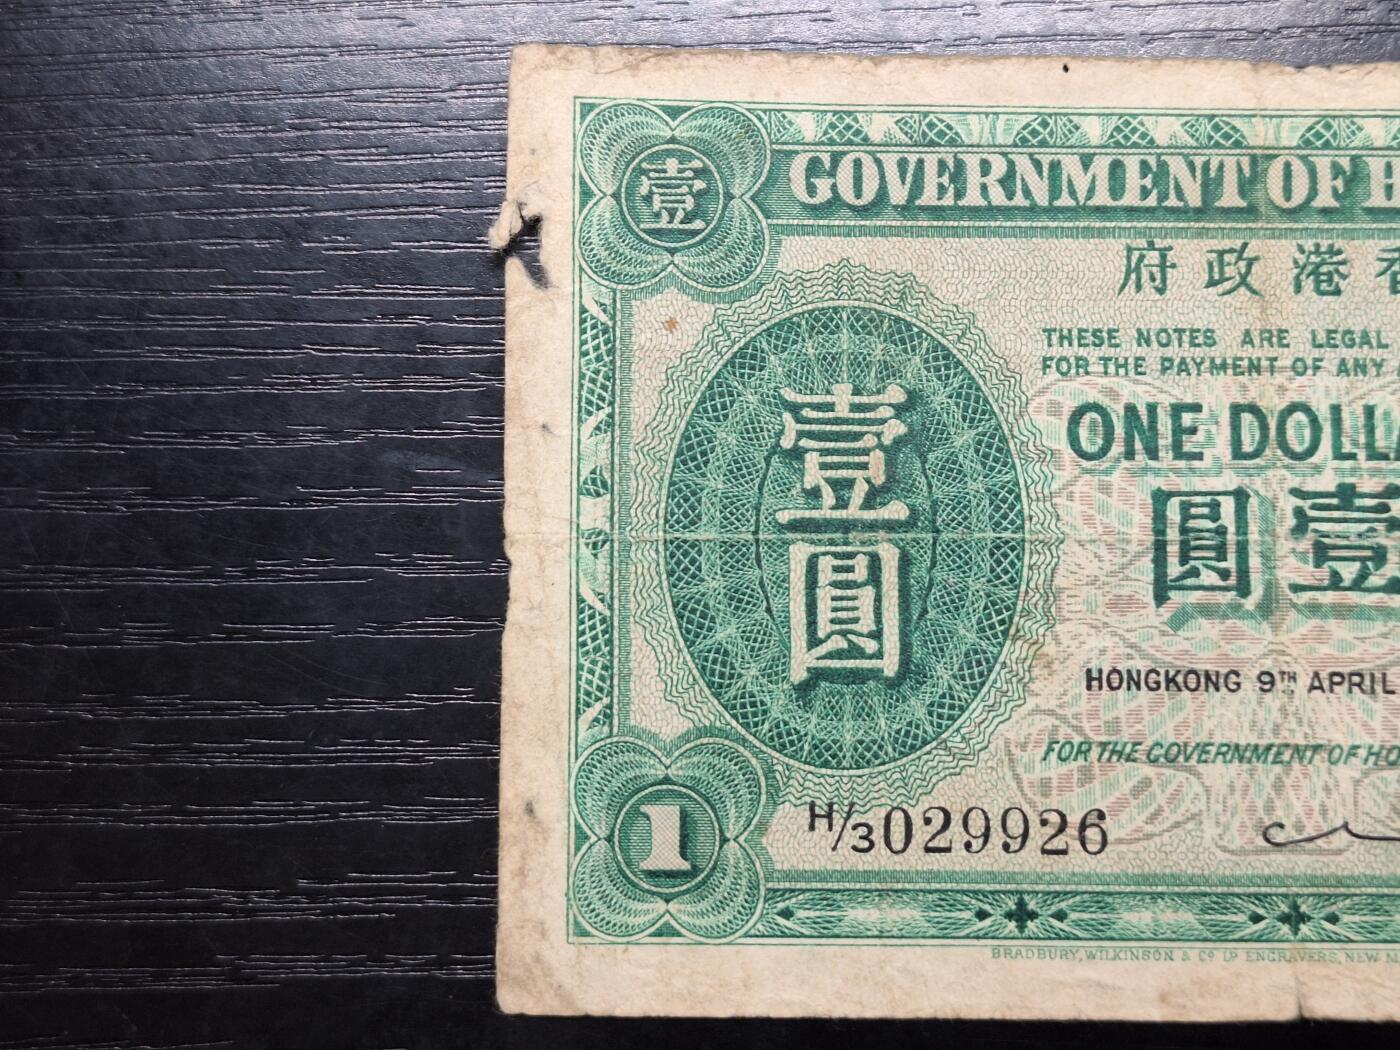 壹
GOVERNMENT OF H
府政港
THESE NOTES ARE LEGAL
FOR THE PAYMENT OF ANY
ONE DOLLA
圓壹
壹
圓
HONGKONG 9TH APRIL
FOR THE GOVERNMENT OF HO
H/3 029926
1
BRADBURY, WILKINSON & Co LD ENGRAVERS, NEW M